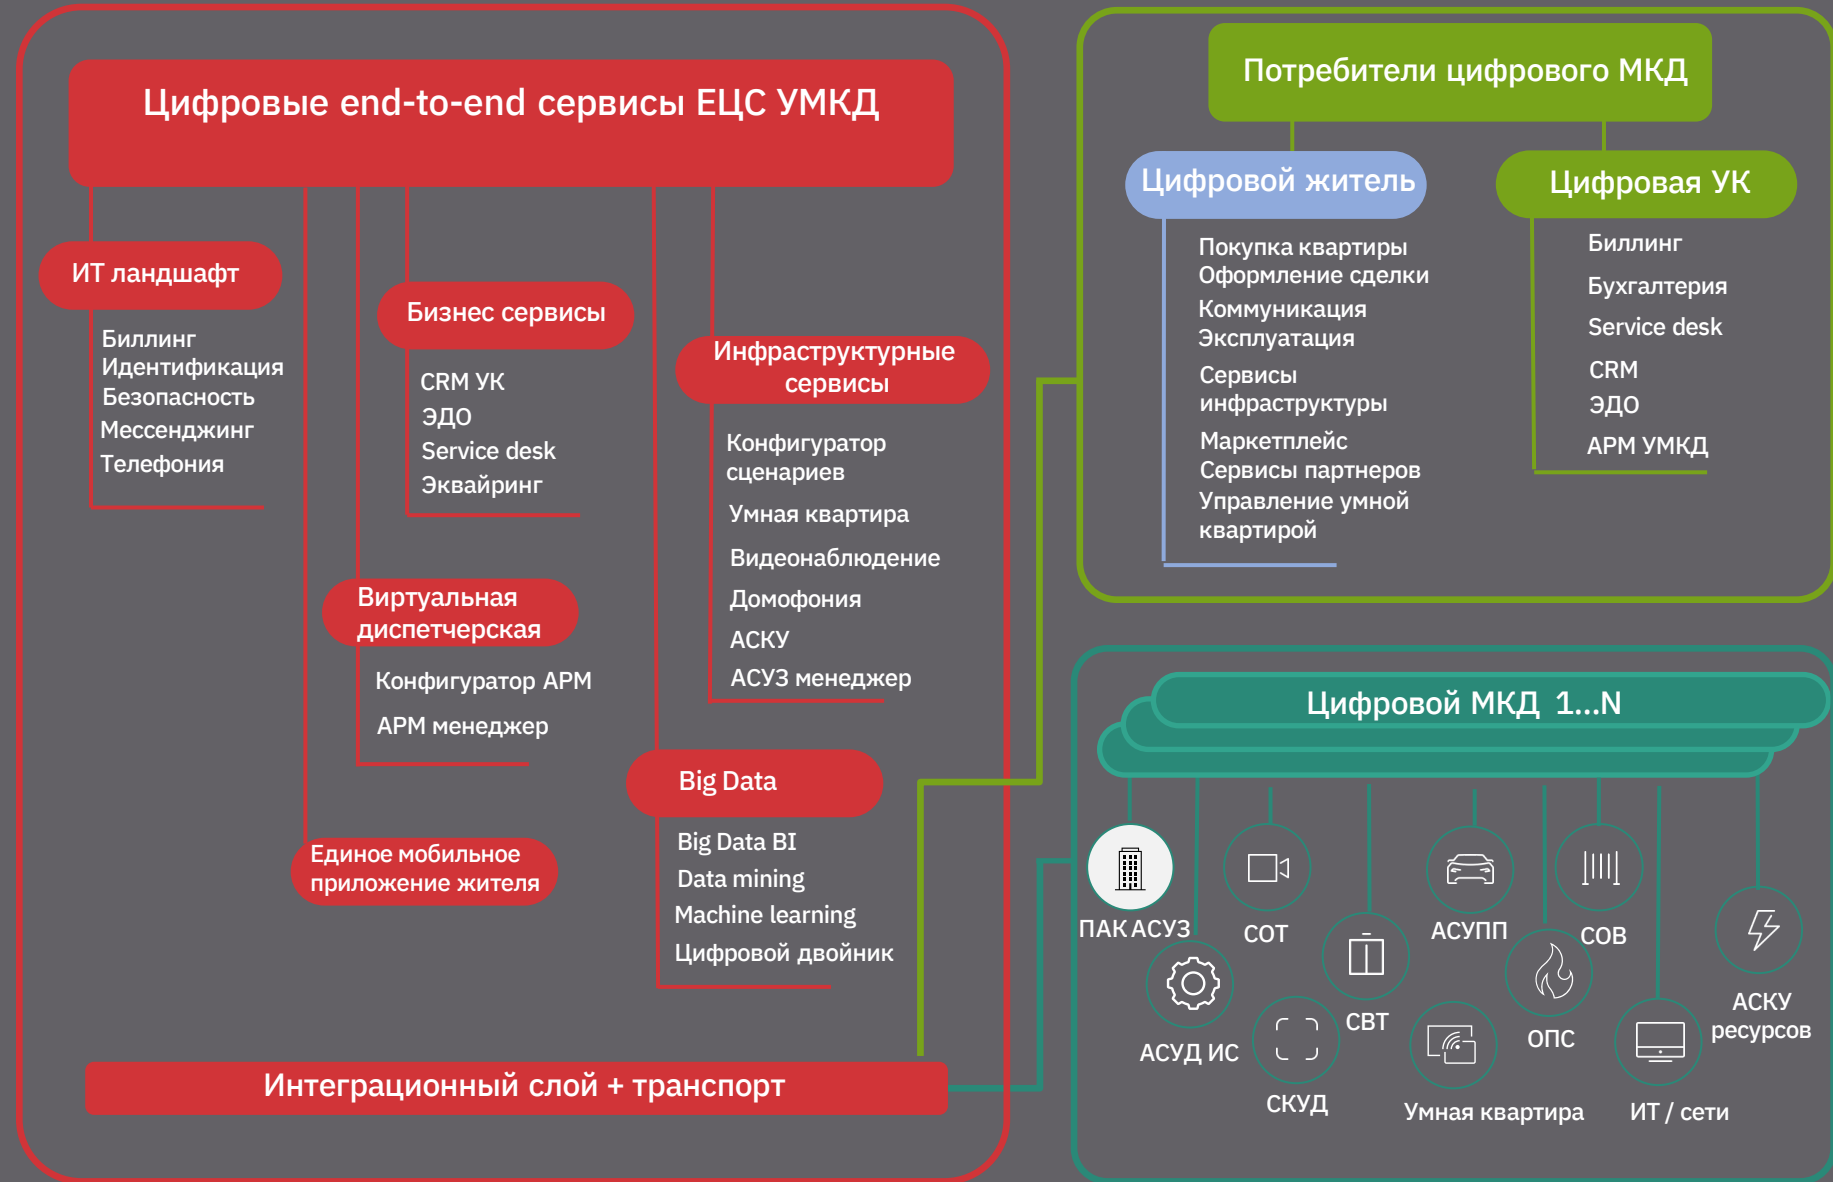 Цифровые end-to-end сервисы ЕЦС УМКД
ИТ ландшафт
Биллинг
Идентификация
Безопасность
Мессенджинг
Телефония
Бизнес сервисы
CRM УК
ЭДО
Service desk
Эквайринг
Инфраструктурные
сервисы
Конфигуратор
сценариев
Умная квартира
Видеонаблюдение
Домофония
АСКУ
АСУЗ менеджер
Виртуальная
диспетчерская
Конфигуратор АРМ
АРМ менеджер
Big Data
Big Data BI
Data mining
Machine learning
Цифровой двойник
Единое мобильное
приложение жителя
Интеграционный слой + транспорт
Потребители цифрового МКД
Цифровой житель
Покупка квартиры
Оформление сделки
Коммуникация
Эксплуатация
Сервисы
инфраструктуры
Маркетплейс
Сервисы партнеров
Управление умной
квартирой
Цифровая УК
Биллинг
Бухгалтерия
Service desk
CRM
ЭДО
АРМ УМКД
Цифровой МКД 1...N
ПАК АСУЗ
СОТ
АСУПП
СОВ
АСУД ИС
СВТ
ОПС
АСКУ
ресурсов
СКУД
Умная квартира
ИТ / сети